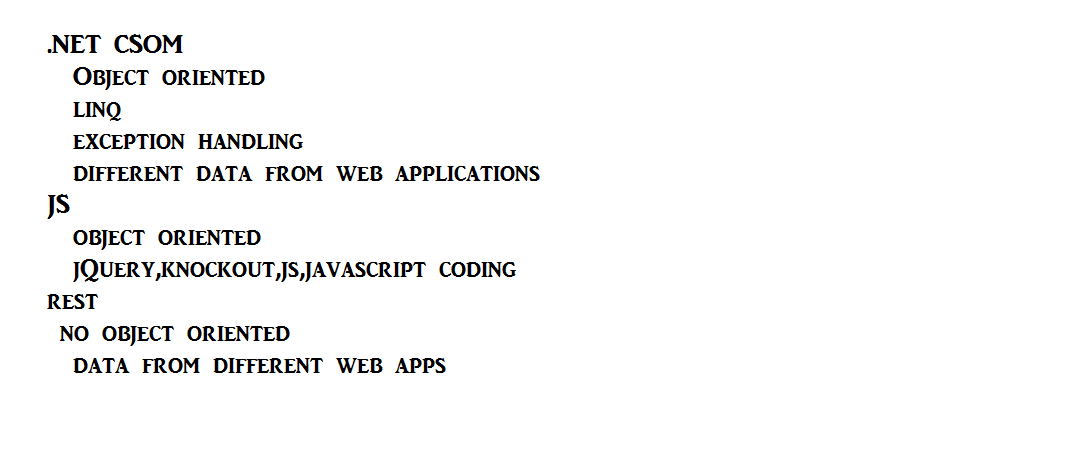 .NET CSOM
Object oriented
linq
exception handling
different data from web applications
JS
object oriented
jQuery,knockout,js,javascript coding
rest
no object oriented
data from different web apps